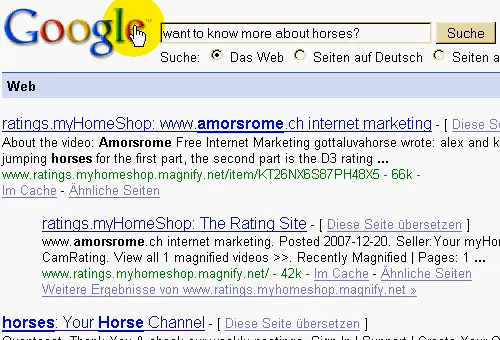 Google™
want to know more about horses?
Suche
Suche: Das Web Seiten auf Deutsch Seiten a
Web
ratings.myHomeShop: www.amorsrome.ch internet marketing - [ Diese Se
About the video: Amorsrome Free Internet Marketing gottaluvahorse wrote: alex and k
jumping horses for the first part, the second part is the D3 rating ...
www.ratings.myhomeshop.magnify.net/item/KT26NX6S87PH48X5 - 66k -
Im Cache - Ähnliche Seiten
ratings.myHomeShop: The Rating Site - [ Diese Seite übersetzen ]
www.amorsrome.ch internet marketing. Posted 2007-12-20. Seller:Your myHom
CamRating. View all 1 magnified videos >>. Recently Magnified | Pages: 1 ...
www.ratings.myhomeshop.magnify.net/ - 42k - Im Cache - Ähnliche Seiten
Weitere Ergebnisse von www.ratings.myhomeshop.magnify.net »
horses: Your Horse Channel - [ Diese Seite übersetzen ]